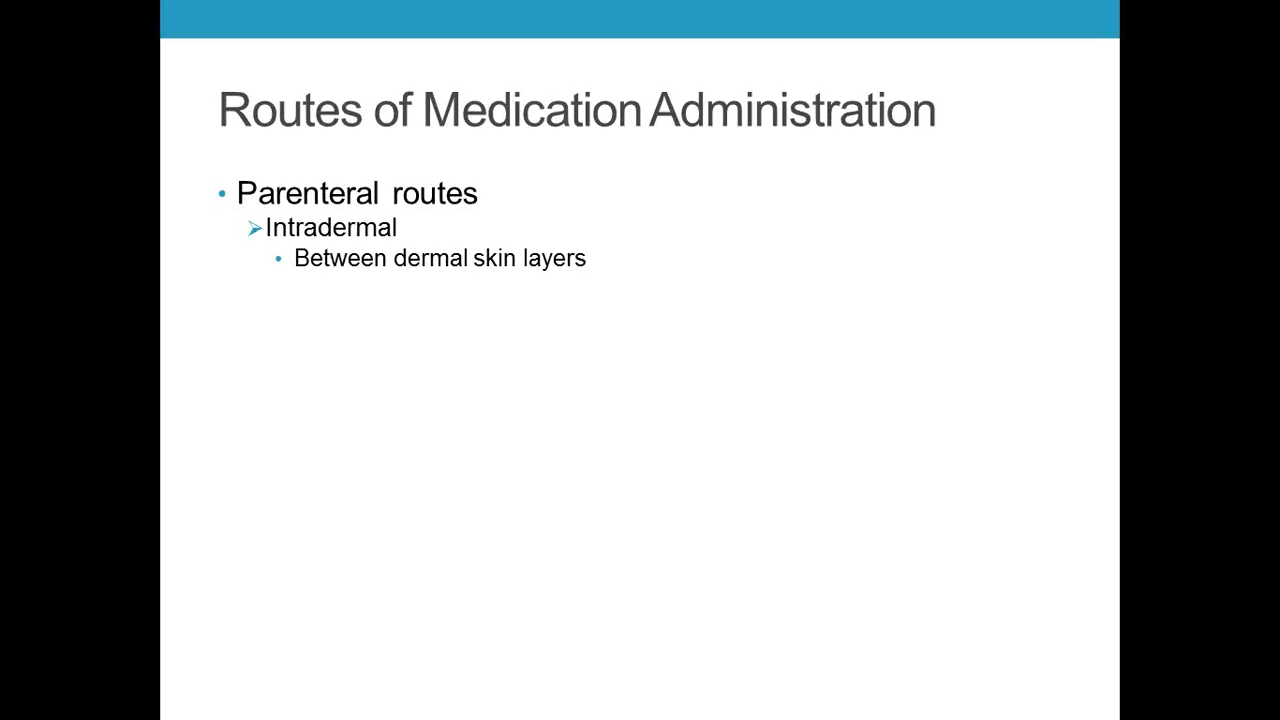 Routes of Medication Administration
• Parenteral routes
➢Intradermal
• Between dermal skin layers